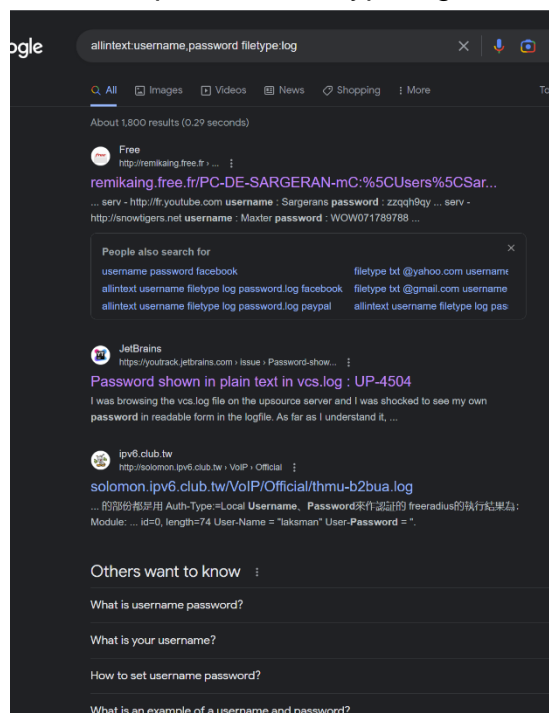 ogle
allintext:username,password filetype:log
All Images Videos News Shopping More To
About 1,800 results (0.29 seconds)
Free
http://remikaing.free.fr › ...
remikaing.free.fr/PC-DE-SARGERAN-mC:%5CUsers%5CSar...
... serv - http://fr.youtube.com username : Sargerans password : zzqqh9qy ... serv -
http://snowtigers.net username : Maxter password : WOW071789788 ...
People also search for
username password facebook
filetype txt @yahoo.com username
allintext username filetype log password.log facebook
filetype txt @gmail.com username
allintext username filetype log password.log paypal
allintext username filetype log pas
JetBrains
https://youtrack.jetbrains.com › issue › Password-show...
Password shown in plain text in vcs.log : UP-4504
I was browsing the vcs.log file on the upsource server and I was shocked to see my own
password in readable form in the logfile. As far as I understand it, ...
ipv6.club.tw
http://solomon.ipv6.club.tw › VoIP › Official
solomon.ipv6.club.tw/VoIP/Official/thmu-b2bua.log
... 的部份都是用 Auth-Type:=Local Username、Password來作認証的 freeradius的執行結果為:
Module: ... id=0, length=74 User-Name = "laksman" User-Password = ".
Others want to know
What is username password?
What is your username?
How to set username password?
What is an example of a username and password?